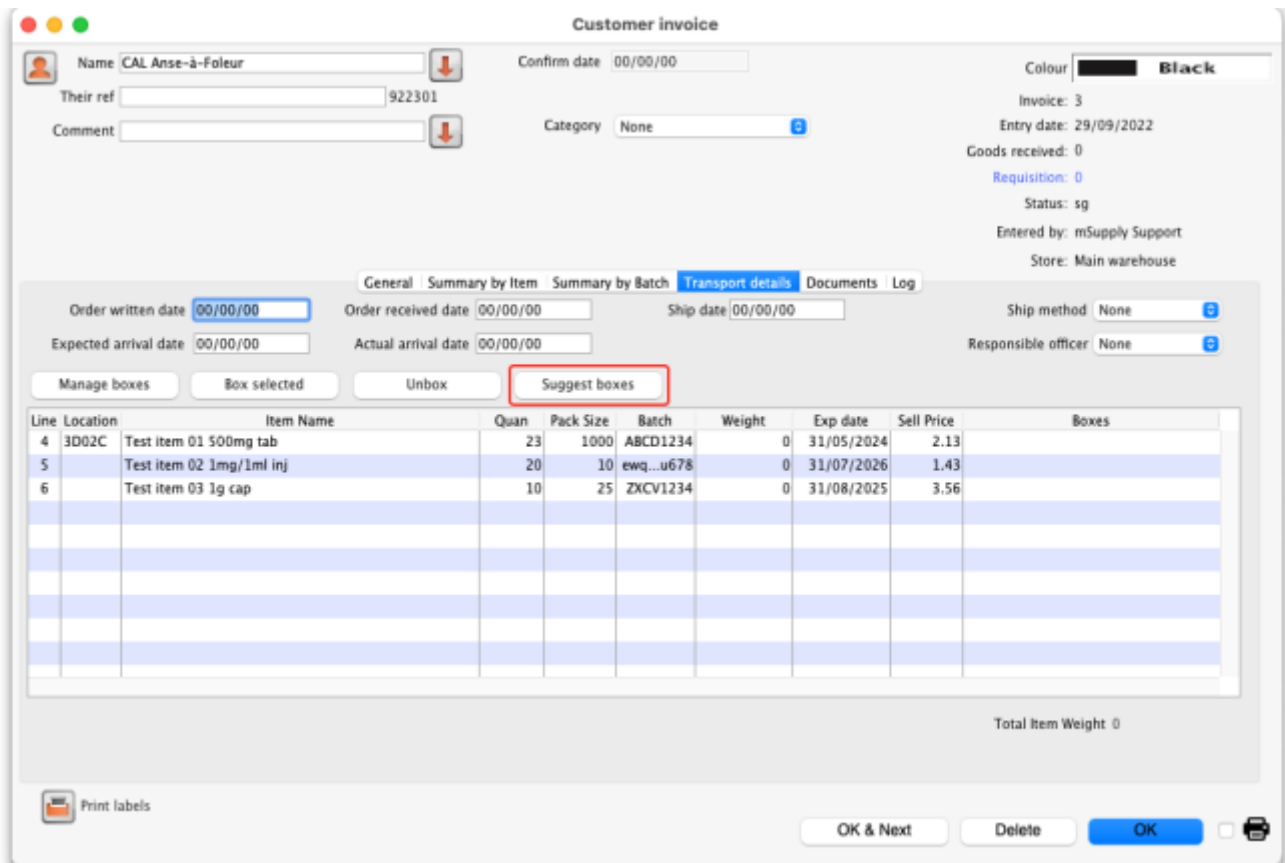 Customer invoice
Name CAL Anse-à-Foleur Confirm date 00/00/00 Colour Black
Their ref 922301 Invoice: 3
Comment Category None Entry date: 29/09/2022
Goods received: 0
Requisition: 0
Status: sg
Entered by: mSupply Support
Store: Main warehouse
General Summary by Item Summary by Batch Transport details Documents Log
Order written date 00/00/00 Order received date 00/00/00 Ship date 00/00/00 Ship method None
Expected arrival date 00/00/00 Actual arrival date 00/00/00 Responsible officer None
Manage boxes Box selected Unbox Suggest boxes
Line Location Item Name Quan Pack Size Batch Weight Exp date Sell Price Boxes
4 3D02C Test item 01 500mg tab 23 1000 ABCD1234 0 31/05/2024 2.13
5 Test item 02 1mg/1ml inj 20 10 ewq...u678 0 31/07/2026 1.43
6 Test item 03 1g cap 10 25 ZXCV1234 0 31/08/2025 3.56
Total Item Weight 0
Print labels
OK & Next Delete OK